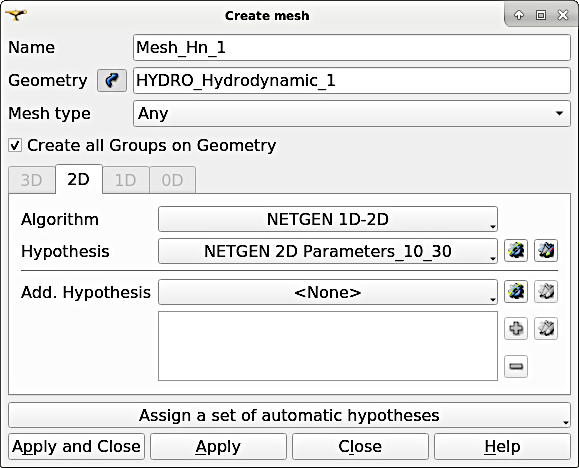 Create mesh
Name Mesh_Hn_1
Geometry HYDRO_Hydrodynamic_1
Mesh type Any
Create all Groups on Geometry
3D 2D 1D 0D
Algorithm NETGEN 1D-2D
Hypothesis NETGEN 2D Parameters_10_30
Add. Hypothesis <None>
Assign a set of automatic hypotheses
Apply and Close Apply Close Help